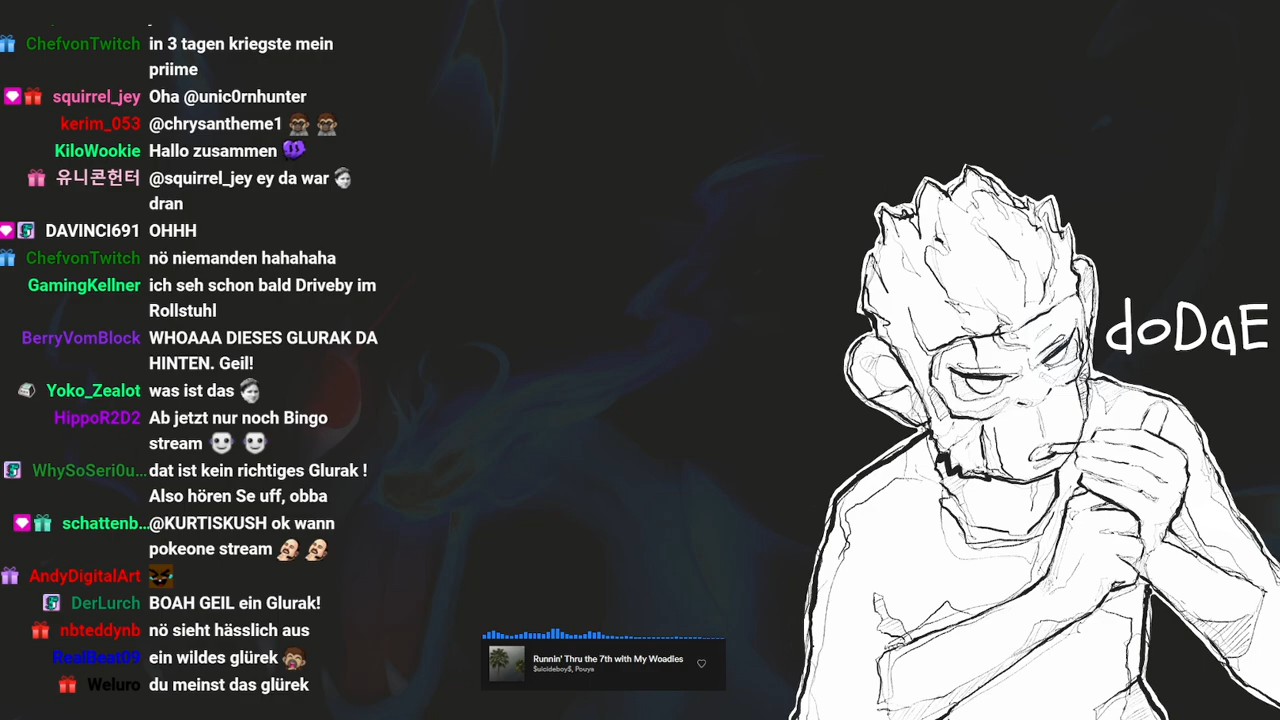 ChefvonTwitch in 3 tagen kriegste mein
priime
squirrel_jey Oha @unic0rnhunter
kerim_053 @chrysantheme1
KiloWookie Hallo zusammen
유니콘헌터 @squirrel_jey ey da war
dran
DAVINCI691 OHHH
ChefvonTwitch nö niemanden hahahaha
GamingKellner ich seh schon bald Driveby im
Rollstuhl
BerryVomBlock WHOAAA DIESES GLURAK DA
HINTEN. Geil!
Yoko_Zealot was ist das
HippoR2D2 Ab jetzt nur noch Bingo
stream
WhySoSeri0u... dat ist kein richtiges Glurak !
Also hören Se uff, obba
schattenb... @KURTISKUSH ok wann
pokeone stream
AndyDigitalArt
DerLurch BOAH GEIL ein Glurak!
nbteddynb nö sieht hässlich aus
RealBeat09 ein wildes glürek
Weluro du meinst das glürek
doDaE
Runnin' Thru the 7th with My Woadies
$uicideboy$, Pouya